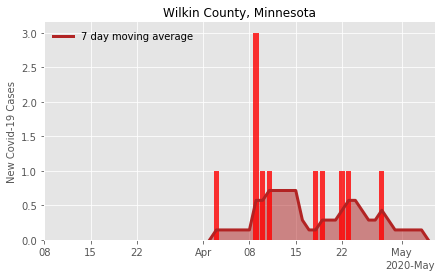 Wilkin County, Minnesota
7 day moving average
New Covid-19 Cases
3.0
2.5
2.0
1.5
1.0
0.5
0.0
08 15 22 Apr 08 15 22 May
2020-May